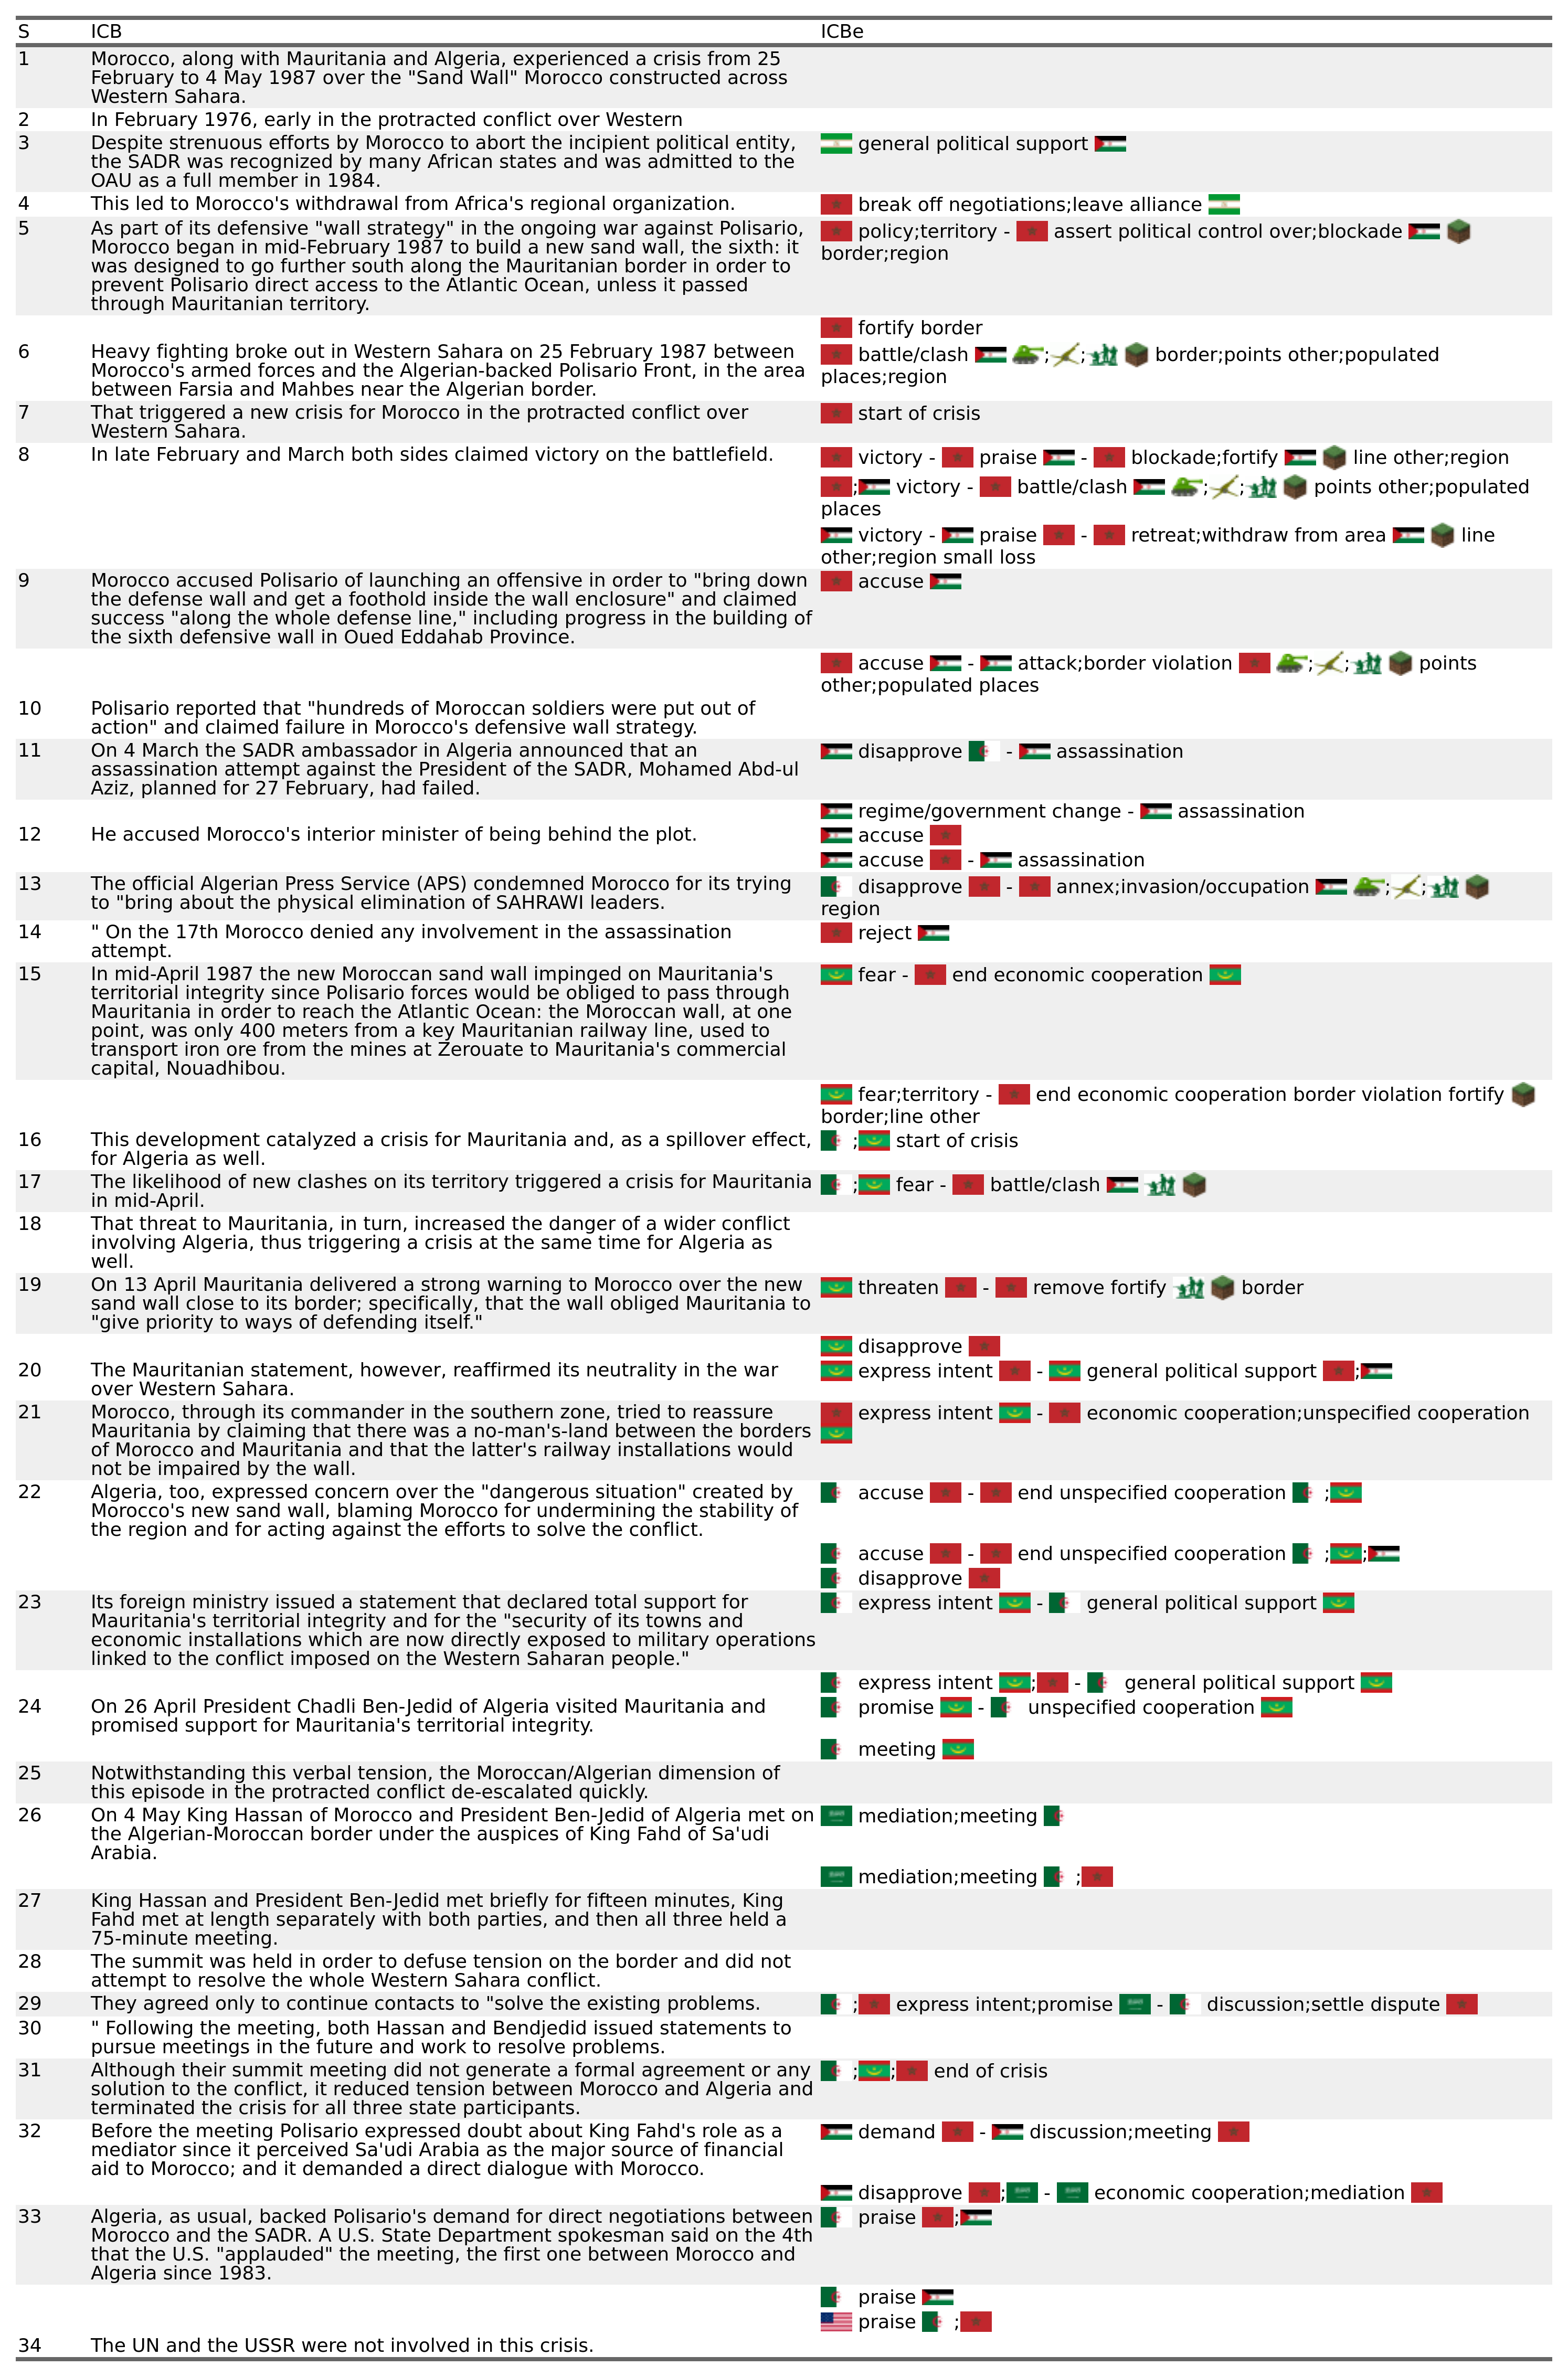 S ICB ICBe
1 Morocco, along with Mauritania and Algeria, experienced a crisis from 25
February to 4 May 1987 over the "Sand Wall" Morocco constructed across
Western Sahara.
2 In February 1976, early in the protracted conflict over Western
3 Despite strenuous efforts by Morocco to abort the incipient political entity, general political support
the SADR was recognized by many African states and was admitted to the
OAU as a full member in 1984.
4 This led to Morocco's withdrawal from Africa's regional organization. break off negotiations;leave alliance
5 As part of its defensive "wall strategy" in the ongoing war against Polisario, policy;territory - assert political control over;blockade
Morocco began in mid-February 1987 to build a new sand wall, the sixth: it border;region
was designed to go further south along the Mauritanian border in order to
prevent Polisario direct access to the Atlantic Ocean, unless it passed
through Mauritanian territory.
fortify border
6 Heavy fighting broke out in Western Sahara on 25 February 1987 between battle/clash ; ; border;points other;populated
Morocco's armed forces and the Algerian-backed Polisario Front, in the area places;region
between Farsia and Mahbes near the Algerian border.
7 That triggered a new crisis for Morocco in the protracted conflict over start of crisis
Western Sahara.
8 In late February and March both sides claimed victory on the battlefield. victory - praise - blockade;fortify line other;region
; victory - battle/clash ; ; points other;populated
places
victory - praise - retreat;withdraw from area line
other;region small loss
9 Morocco accused Polisario of launching an offensive in order to "bring down accuse
the defense wall and get a foothold inside the wall enclosure" and claimed
success "along the whole defense line," including progress in the building of
the sixth defensive wall in Oued Eddahab Province.
accuse - attack;border violation ; ; points
other;populated places
10 Polisario reported that "hundreds of Moroccan soldiers were put out of
action" and claimed failure in Morocco's defensive wall strategy.
11 On 4 March the SADR ambassador in Algeria announced that an disapprove - assassination
assassination attempt against the President of the SADR, Mohamed Abd-ul
Aziz, planned for 27 February, had failed.
regime/government change - assassination
12 He accused Morocco's interior minister of being behind the plot. accuse
accuse - assassination
13 The official Algerian Press Service (APS) condemned Morocco for its trying disapprove - annex;invasion/occupation ; ;
to "bring about the physical elimination of SAHRAWI leaders. region
14 " On the 17th Morocco denied any involvement in the assassination reject
attempt.
15 In mid-April 1987 the new Moroccan sand wall impinged on Mauritania's fear - end economic cooperation
territorial integrity since Polisario forces would be obliged to pass through
Mauritania in order to reach the Atlantic Ocean: the Moroccan wall, at one
point, was only 400 meters from a key Mauritanian railway line, used to
transport iron ore from the mines at Zerouate to Mauritania's commercial
capital, Nouadhibou.
fear;territory - end economic cooperation border violation fortify
border;line other
16 This development catalyzed a crisis for Mauritania and, as a spillover effect, ; start of crisis
for Algeria as well.
17 The likelihood of new clashes on its territory triggered a crisis for Mauritania ; fear - battle/clash
in mid-April.
18 That threat to Mauritania, in turn, increased the danger of a wider conflict
involving Algeria, thus triggering a crisis at the same time for Algeria as
well.
19 On 13 April Mauritania delivered a strong warning to Morocco over the new threaten - remove fortify border
sand wall close to its border; specifically, that the wall obliged Mauritania to
"give priority to ways of defending itself."
disapprove
20 The Mauritanian statement, however, reaffirmed its neutrality in the war express intent - general political support ;
over Western Sahara.
21 Morocco, through its commander in the southern zone, tried to reassure express intent - economic cooperation;unspecified cooperation
Mauritania by claiming that there was a no-man's-land between the borders
of Morocco and Mauritania and that the latter's railway installations would
not be impaired by the wall.
22 Algeria, too, expressed concern over the "dangerous situation" created by accuse - end unspecified cooperation ;
Morocco's new sand wall, blaming Morocco for undermining the stability of
the region and for acting against the efforts to solve the conflict.
accuse - end unspecified cooperation ; ;
disapprove
23 Its foreign ministry issued a statement that declared total support for express intent - general political support
Mauritania's territorial integrity and for the "security of its towns and
economic installations which are now directly exposed to military operations
linked to the conflict imposed on the Western Saharan people."
express intent ; - general political support
24 On 26 April President Chadli Ben-Jedid of Algeria visited Mauritania and promise - unspecified cooperation
promised support for Mauritania's territorial integrity.
meeting
25 Notwithstanding this verbal tension, the Moroccan/Algerian dimension of
this episode in the protracted conflict de-escalated quickly.
26 On 4 May King Hassan of Morocco and President Ben-Jedid of Algeria met on mediation;meeting
the Algerian-Moroccan border under the auspices of King Fahd of Sa'udi
Arabia.
mediation;meeting ;
27 King Hassan and President Ben-Jedid met briefly for fifteen minutes, King
Fahd met at length separately with both parties, and then all three held a
75-minute meeting.
28 The summit was held in order to defuse tension on the border and did not
attempt to resolve the whole Western Sahara conflict.
29 They agreed only to continue contacts to "solve the existing problems. ; express intent;promise - discussion;settle dispute
30 " Following the meeting, both Hassan and Bendjedid issued statements to
pursue meetings in the future and work to resolve problems.
31 Although their summit meeting did not generate a formal agreement or any ; ; end of crisis
solution to the conflict, it reduced tension between Morocco and Algeria and
terminated the crisis for all three state participants.
32 Before the meeting Polisario expressed doubt about King Fahd's role as a demand - discussion;meeting
mediator since it perceived Sa'udi Arabia as the major source of financial
aid to Morocco; and it demanded a direct dialogue with Morocco.
disapprove ; - economic cooperation;mediation
33 Algeria, as usual, backed Polisario's demand for direct negotiations between praise ;
Morocco and the SADR. A U.S. State Department spokesman said on the 4th
that the U.S. "applauded" the meeting, the first one between Morocco and
Algeria since 1983.
praise
praise ;
34 The UN and the USSR were not involved in this crisis.